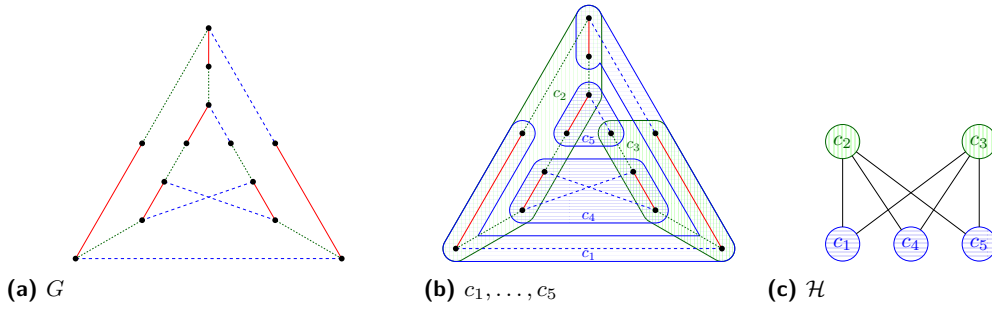 c₂
c₃
c₅
c₄
c₁
c₂
c₃
c₁
c₄
c₅
(a) G
(b) c₁, . . . , c₅
(c) ℋ